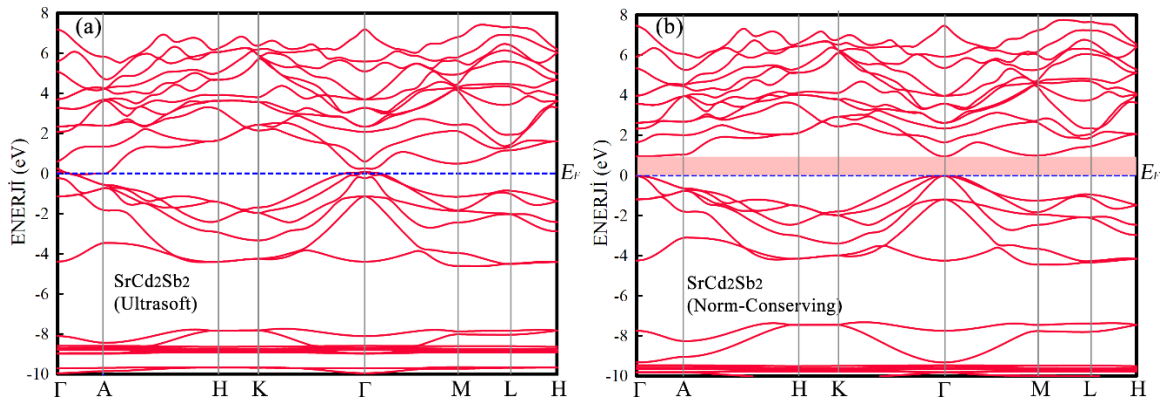 (a)
8
6
4
2
0
-2
-4
-6
-8
-10
ENERJİ (eV)
E_F
SrCd2Sb2
(Ultrasoft)
Γ A H K Γ M L H
(b)
8
6
4
2
0
-2
-4
-6
-8
-10
ENERJİ (eV)
E_F
SrCd2Sb2
(Norm-Conserving)
Γ A H K Γ M L H